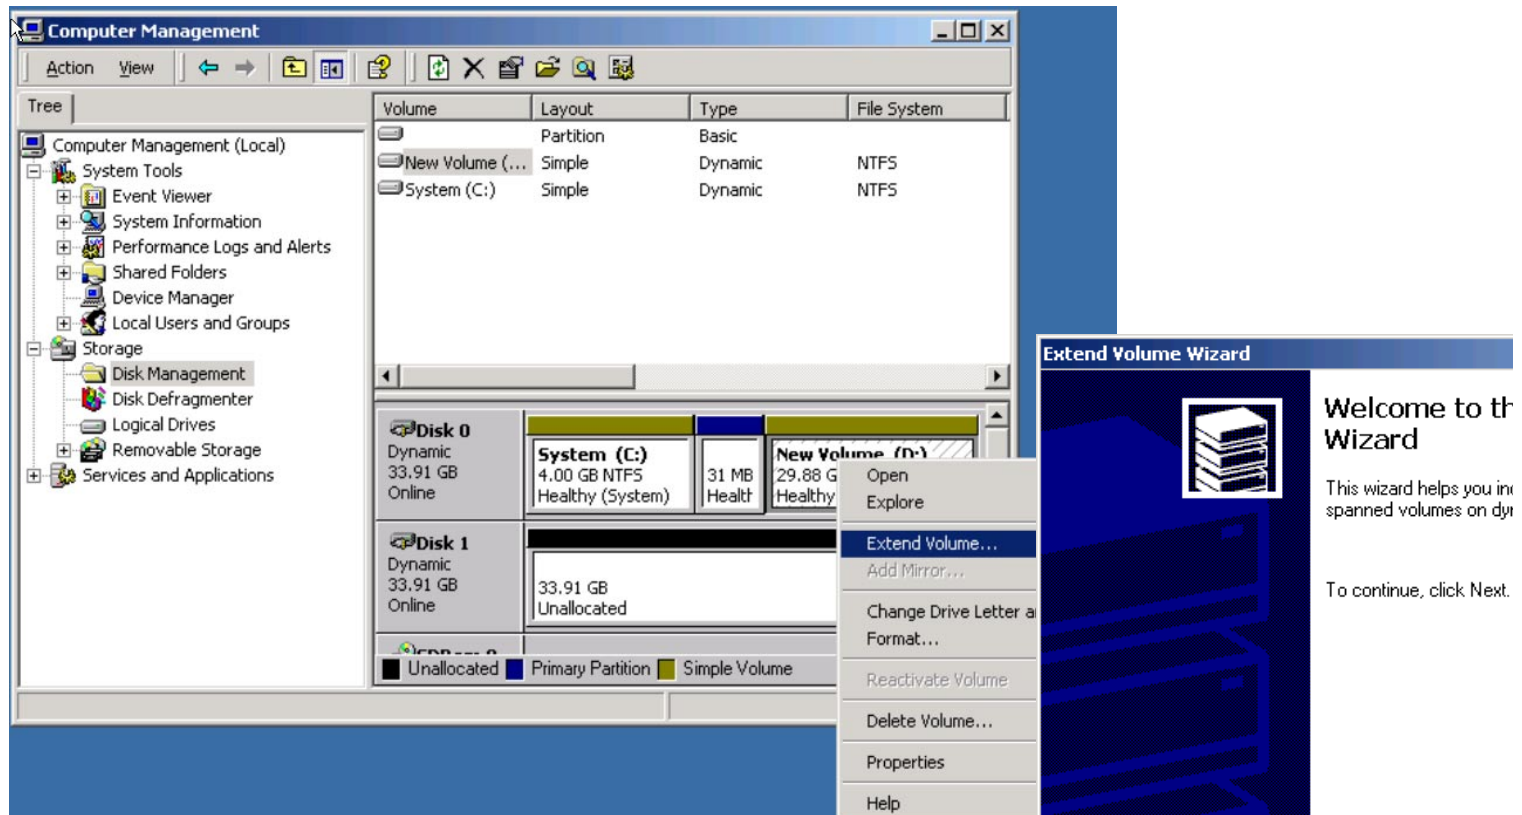 Computer Management
Action View
Tree
Computer Management (Local)
System Tools
Event Viewer
System Information
Performance Logs and Alerts
Shared Folders
Device Manager
Local Users and Groups
Storage
Disk Management
Disk Defragmenter
Logical Drives
Removable Storage
Services and Applications
Volume Layout Type File System
Partition Basic
New Volume (... Simple Dynamic NTFS
System (C:) Simple Dynamic NTFS
Disk 0
Dynamic
33.91 GB
Online
System (C:)
4.00 GB NTFS
Healthy (System)
31 MB
Healt
New Volume (D:)
29.88 G
Healthy
Disk 1
Dynamic
33.91 GB
Online
33.91 GB
Unallocated
Unallocated Primary Partition Simple Volume
Open
Explore
Extend Volume...
Add Mirror...
Change Drive Letter a
Format...
Reactivate Volume
Delete Volume...
Properties
Help
Extend Volume Wizard
Welcome to th
Wizard
This wizard helps you in
spanned volumes on dy
To continue, click Next.